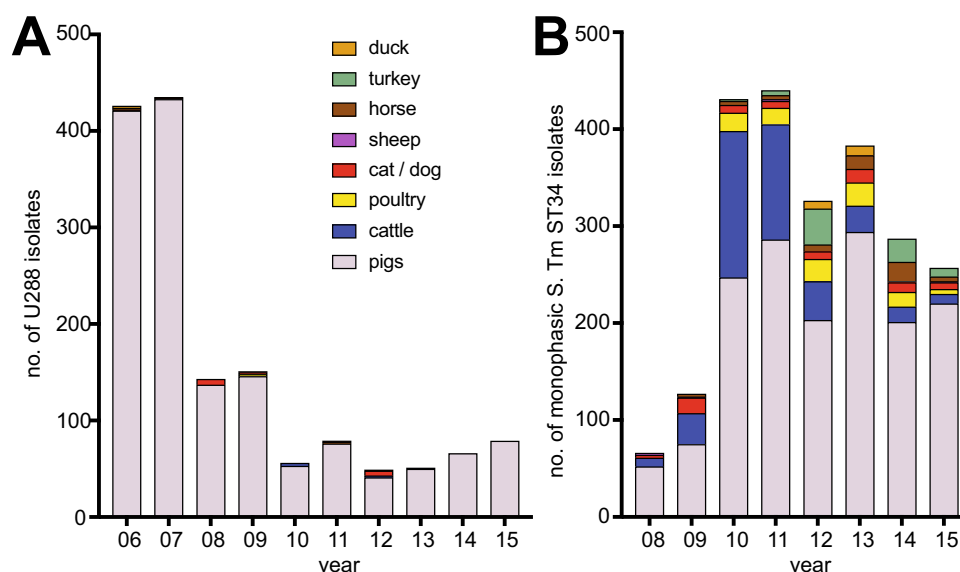 A
no. of U288 isolates
500
400
300
200
100
0
06 07 08 09 10 11 12 13 14 15
year
duck
turkey
horse
sheep
cat / dog
poultry
cattle
pigs
B
no. of monophasic S. Tm ST34 isolates
500
400
300
200
100
0
08 09 10 11 12 13 14 15
year